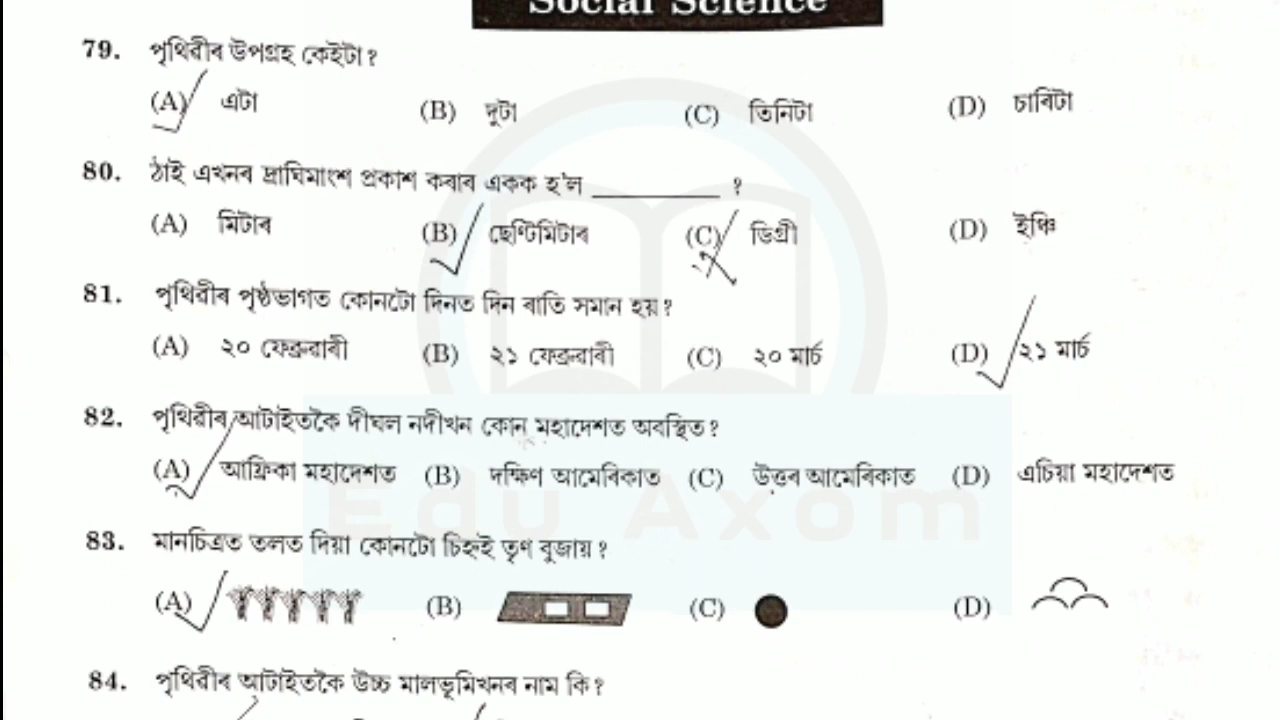 Social Science
79. পৃথিৱীৰ উপগ্ৰহ কেইটা?
(A) এটা (B) দুটা (C) তিনিটা (D) চাৰিটা
80. ঠাই এখনৰ দ্ৰাঘিমাংশ প্ৰকাশ কৰাৰ একক হ'ল _________ ?
(A) মিটাৰ (B) ছেণ্টিমিটাৰ (C) ডিগ্ৰী (D) ইঞ্চি
81. পৃথিৱীৰ পৃষ্ঠভাগত কোনটো দিনত দিন ৰাতি সমান হয়?
(A) ২০ ফেব্ৰুৱাৰী (B) ২১ ফেব্ৰুৱাৰী (C) ২০ মাৰ্চ (D) ২১ মাৰ্চ
82. পৃথিৱীৰ আটাইতকৈ দীঘল নদীখন কোন মহাদেশত অবস্থিত?
(A) আফ্ৰিকা মহাদেশত (B) দক্ষিণ আমেৰিকাত (C) উত্তৰ আমেৰিকাত (D) এচিয়া মহাদেশত
Edu Axom
83. মানচিত্ৰত তলত দিয়া কোনটো চিহ্নই তৃণ বুজায়?
(A) (B) (C) (D)
84. পৃথিৱীৰ আটাইতকৈ উচ্চ মালভূমিখনৰ নাম কি?